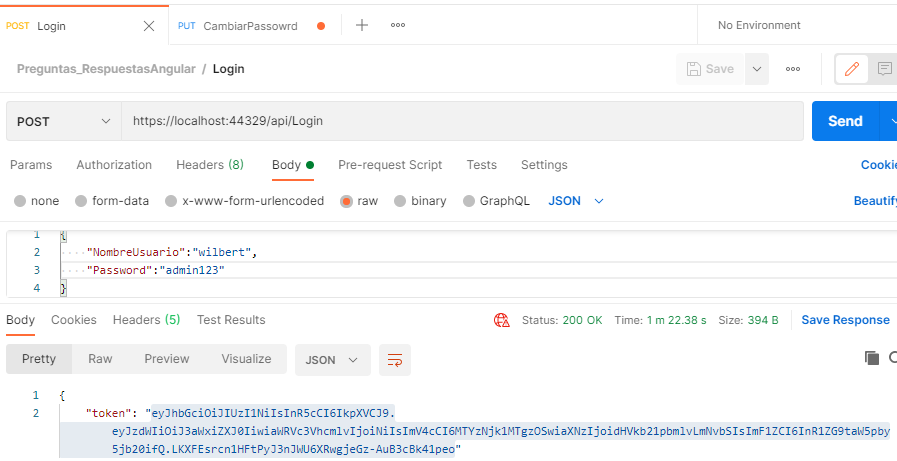 POST Login PUT CambiarPassowrd No Environment
Preguntas_RespuestasAngular / Login Save
POST https://localhost:44329/api/Login Send
Params Authorization Headers (8) Body Pre-request Script Tests Settings Cookie
none form-data x-www-form-urlencoded raw binary GraphQL JSON Beautify
1 {
2 "NombreUsuario":"wilbert",
3 "Password":"admin123"
4 }
Body Cookies Headers (5) Test Results Status: 200 OK Time: 1 m 22.38 s Size: 394 B Save Response
Pretty Raw Preview Visualize JSON
1 {
2 "token": "eyJhbGciOiJIUzI1NiIsInR5cCI6IkpXVCJ9.
eyJzdWIiOiJ3aWxiZXJ0IiwiaWRVc3VhcmlvIjoiNiIsImV4cCI6MTYzNjk1MTgzOSwiaXNzIjoidHVkb21pbmlvLmNvbSIsImF1ZCI6InR1ZG9taW5pby
5jb20ifQ.LKXFEsrcn1HFtPyJ3nJWU6XRwgjeGz-AuB3cBk41peo"